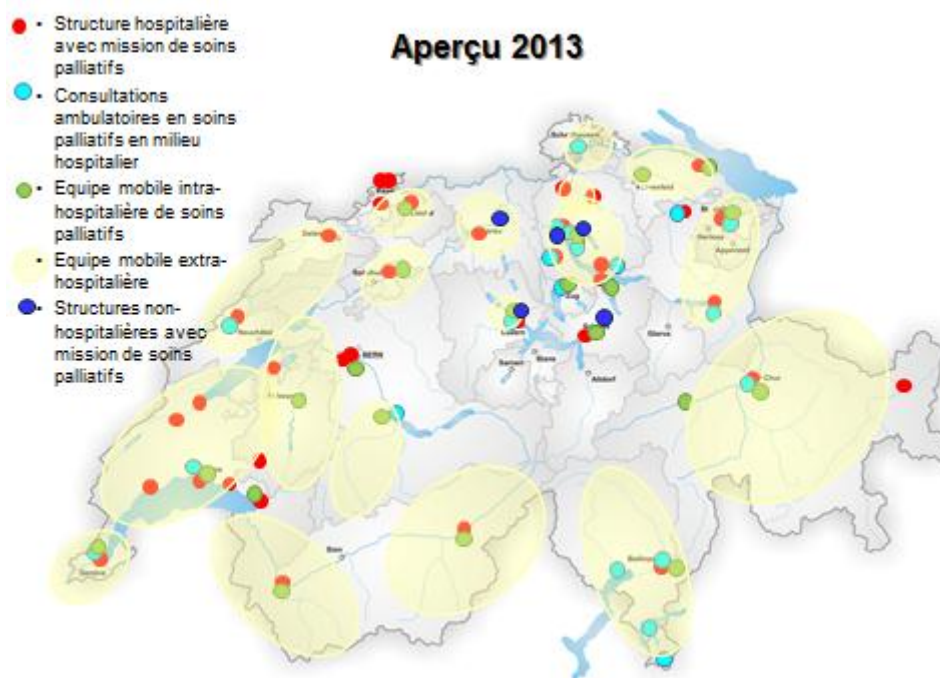 Aperçu 2013
• Structure hospitalière
avec mission de soins
palliatifs
• Consultations
ambulatoires en soins
palliatifs en milieu
hospitalier
• Equipe mobile intra-
hospitalière de soins
palliatifs
• Equipe mobile extra-
hospitalière
• Structures non-
hospitalières avec
mission de soins
palliatifs
BERN
Zug
Luzern
Sarnen
Stans
Altdorf
Glarus
Herisau
Appenzell
Chur
Neuchâtel
Sion
Genève